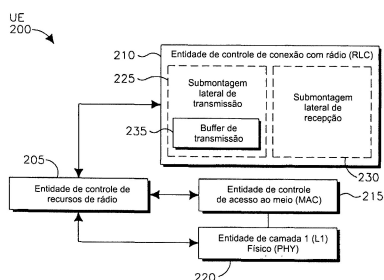 UE
200
210
Entidade de controle de conexão com rádio (RLC)
225
Submontagem
lateral de
transmissão
Submontagem
lateral de
recepção
235
Buffer de
transmissão
205
230
Entidade de controle de
recursos de rádio
Entidade de controle
de acesso ao meio (MAC)
215
Entidade de camada 1 (L1)
Físico (PHY)
220